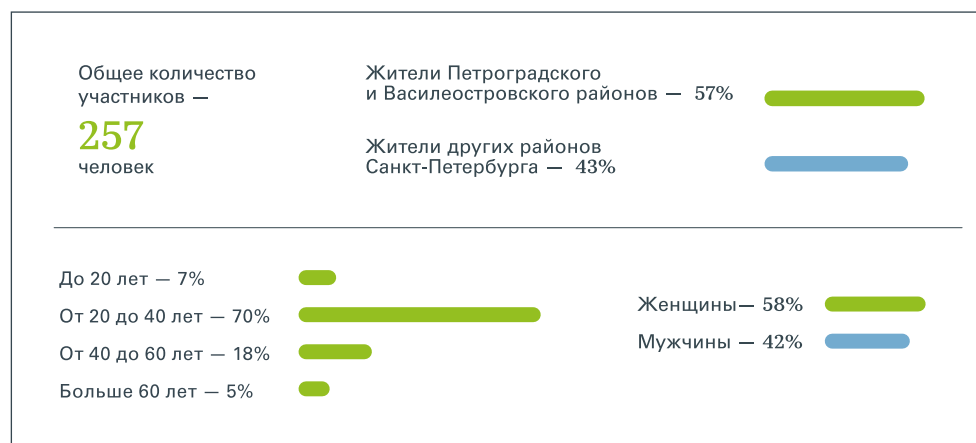 Общее количество
участников —
257
человек
Жители Петроградского
и Василеостровского районов — 57%
Жители других районов
Санкт-Петербурга — 43%
До 20 лет — 7%
От 20 до 40 лет — 70%
От 40 до 60 лет — 18%
Больше 60 лет — 5%
Женщины— 58%
Мужчины — 42%